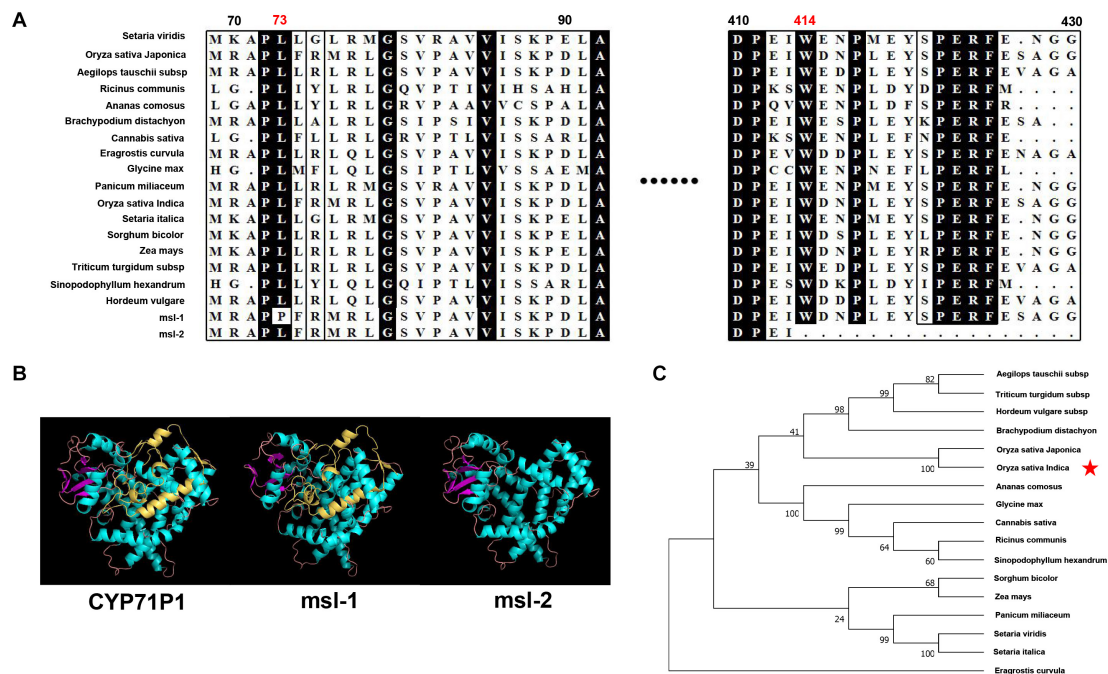 A
70 73 90 410 414 430
Setaria viridis M K A P L L G L R M G S V R A V V I S K P E L A D P E I W E N P M E Y S P E R F E . N G G
Oryza sativa Japonica M R A P L F R M R L G S V P A V V I S K P D L A D P E I W D N P L E Y S P E R F E S A G G
Aegilops tauschii subsp M R A P L L R L R L G S V P A V V I S K P D L A D P E I W E D P L E Y S P E R F E V A G A
Ricinus communis L G . P L I Y L R L G Q V P T I V I H S A H L A D P K S W E N P L D Y D P E R F M . . . .
Ananas comosus L G A P L L Y L R L G R V P A A V V C S P A L A D P Q V W E N P L D F S P E R F R . . . .
Brachypodium distachyon M R A P L L A L R L G S I P S I V I S K P D L A D P E I W E S P L E Y K P E R F E S A . .
Cannabis sativa L G . P L F L L R L G R V P T L V I S S A R L A D P K S W E N P L E F N P E R F E . . . .
Eragrostis curvula M R A P L L R L Q L G S V P A V V I S K P D L A D P E V W D D P L E Y S P E R F E N A G A
Glycine max H G . P L M F L Q L G S I P T L V V S S A E M A D P C C W E N P N E F L P E R F L . . . .
Panicum miliaceum M R A P L L R L R M G S V R A V V I S K P D L A D P E I W E N P M E Y S P E R F E . N G G
Oryza sativa Indica M R A P L F R M R L G S V P A V V I S K P D L A D P E I W D N P L E Y S P E R F E S A G G
Setaria italica M K A P L L G L R M G S V P A V V I S K P E L A D P E I W E N P M E Y S P E R F E . N G G
Sorghum bicolor M K A P L L R L R L G S V P A V V I S K P E L A D P E I W D S P L E Y S P E R F E . N G G
Zea mays M K A P L L R L R L G S V P A V V I S K P E L A D P E I W D N P L E Y R P E R F E . N G G
Triticum turgidum subsp M R A P L L R L R L G S V P A V V I S K P D L A D P E I W E D P L E Y S P E R F E V A G A
Sinopodophyllum hexandrum H G . P L L Y L Q L G Q I P T L V I S S A K L A D P E S W D K P L D Y I P E R F M . . . .
Hordeum vulgare M R A P L L R L Q L G S V P A V V I S K P D L A D P E I W D D P L E Y S P E R F E V A G A
msl-1 M R A P P F R M R L G S V P A V V I S K P D L A D P E I W D N P L E Y S P E R F E S A G G
msl-2 M R A P L F R M R L G S V P A V V I S K P D L A D P E I . . . . . . . . . . . . . . . . .
B
CYP71P1 msl-1 msl-2
C
Aegilops tauschii subsp
82
Triticum turgidum subsp
99
Hordeum vulgare subsp
98
Brachypodium distachyon
41
Oryza sativa Japonica
100
Oryza sativa Indica
39
Ananas comosus
100
Glycine max
99
Cannabis sativa
64
Ricinus communis
60
Sinopodophyllum hexandrum
68
Sorghum bicolor
Zea mays
24
Panicum miliaceum
99
Setaria viridis
100
Setaria italica
Eragrostis curvula